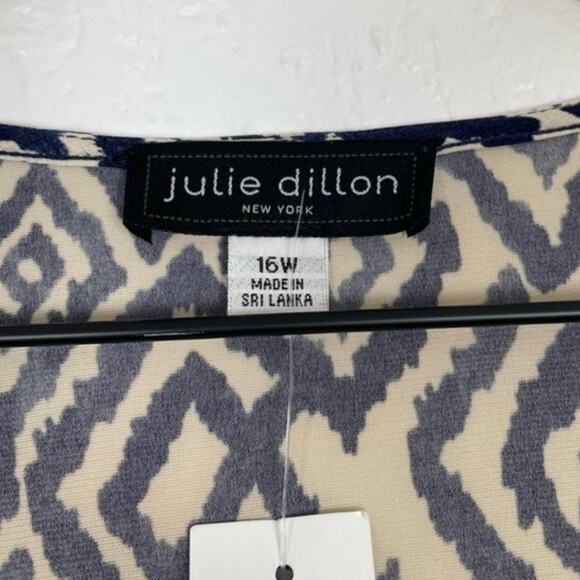 julie dillon
NEW YORK
16W
MADE IN
SRI LANKA